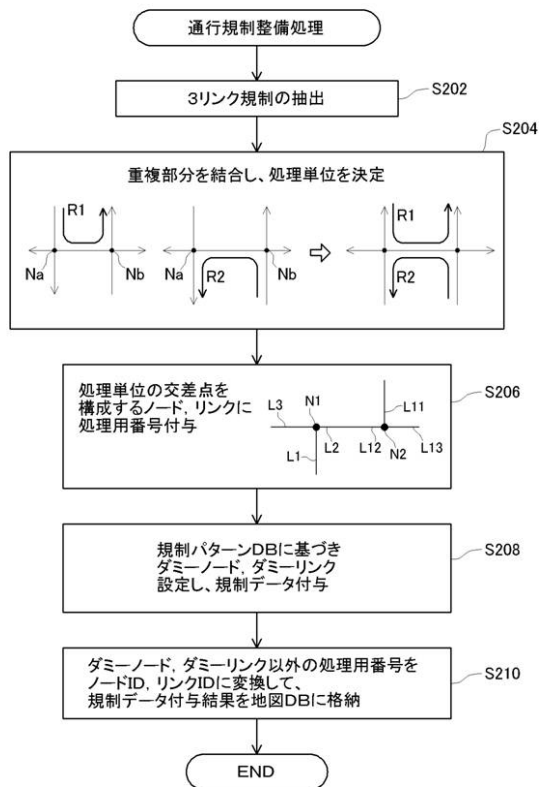 通行規制整備処理
3リンク規制の抽出
S202
S204
重複部分を結合し、処理単位を決定
R1
Na
Nb
Na
R2
Nb
R1
R2
処理単位の交差点を
構成するノード,リンクに
処理用番号付与
S206
L3
N1
L11
L1
L2
L12
N2
L13
規制パターンDBに基づき
ダミーノード,ダミーリンク
設定し、規制データ付与
S208
ダミーノード,ダミーリンク以外の処理用番号を
ノードID,リンクIDに変換して、
規制データ付与結果を地図DBに格納
S210
END